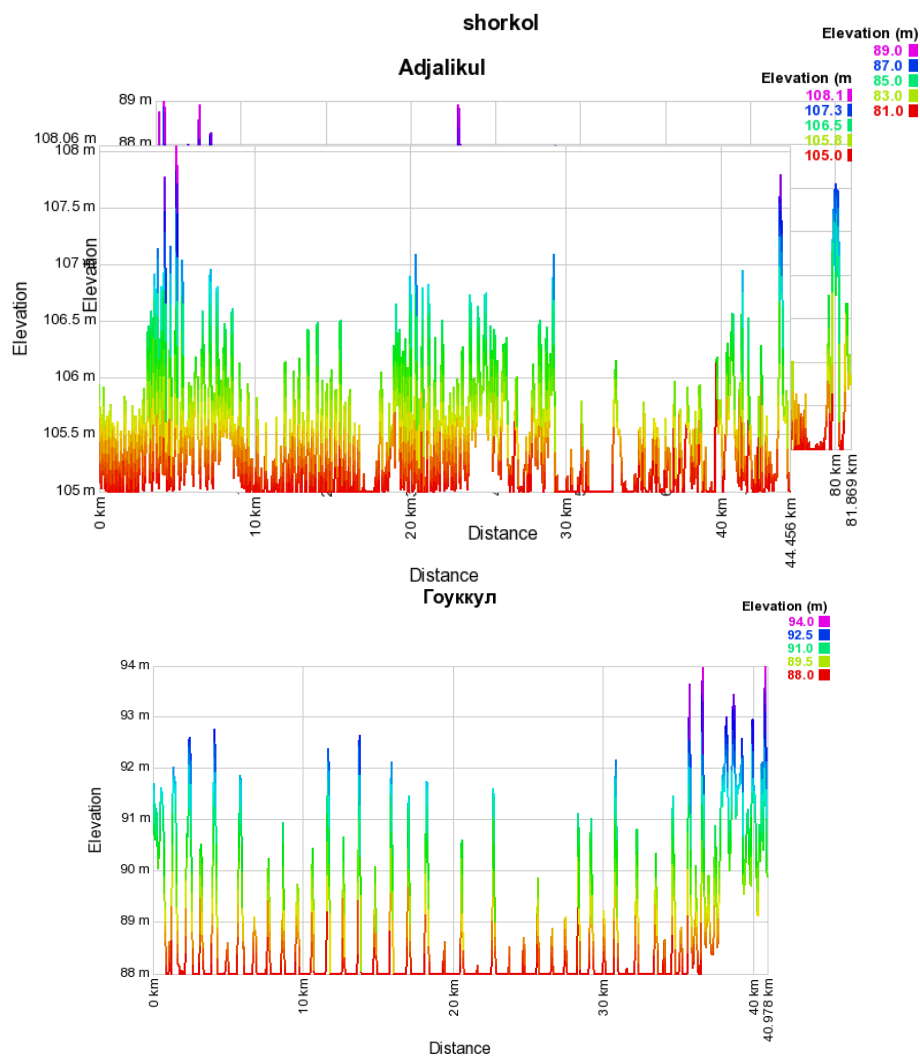 shorkol
Elevation (m)
89.0
87.0
85.0
83.0
81.0
Adjalikul
Elevation (m
108.1
107.3
106.5
105.8
105.0
89 m
88 m
108.06 m
108 m
107.5 m
107 m
106.5 m
106 m
105.5 m
105 m
Elevation
Elevation
0 km
10 km
20 km
30 km
40 km
44.456 km
80 km
81.869 km
Distance
Distance
Гоуккул
Elevation (m)
94.0
92.5
91.0
89.5
88.0
94 m
93 m
92 m
91 m
90 m
89 m
88 m
Elevation
0 km
10 km
20 km
30 km
40 km
40.978 km
Distance